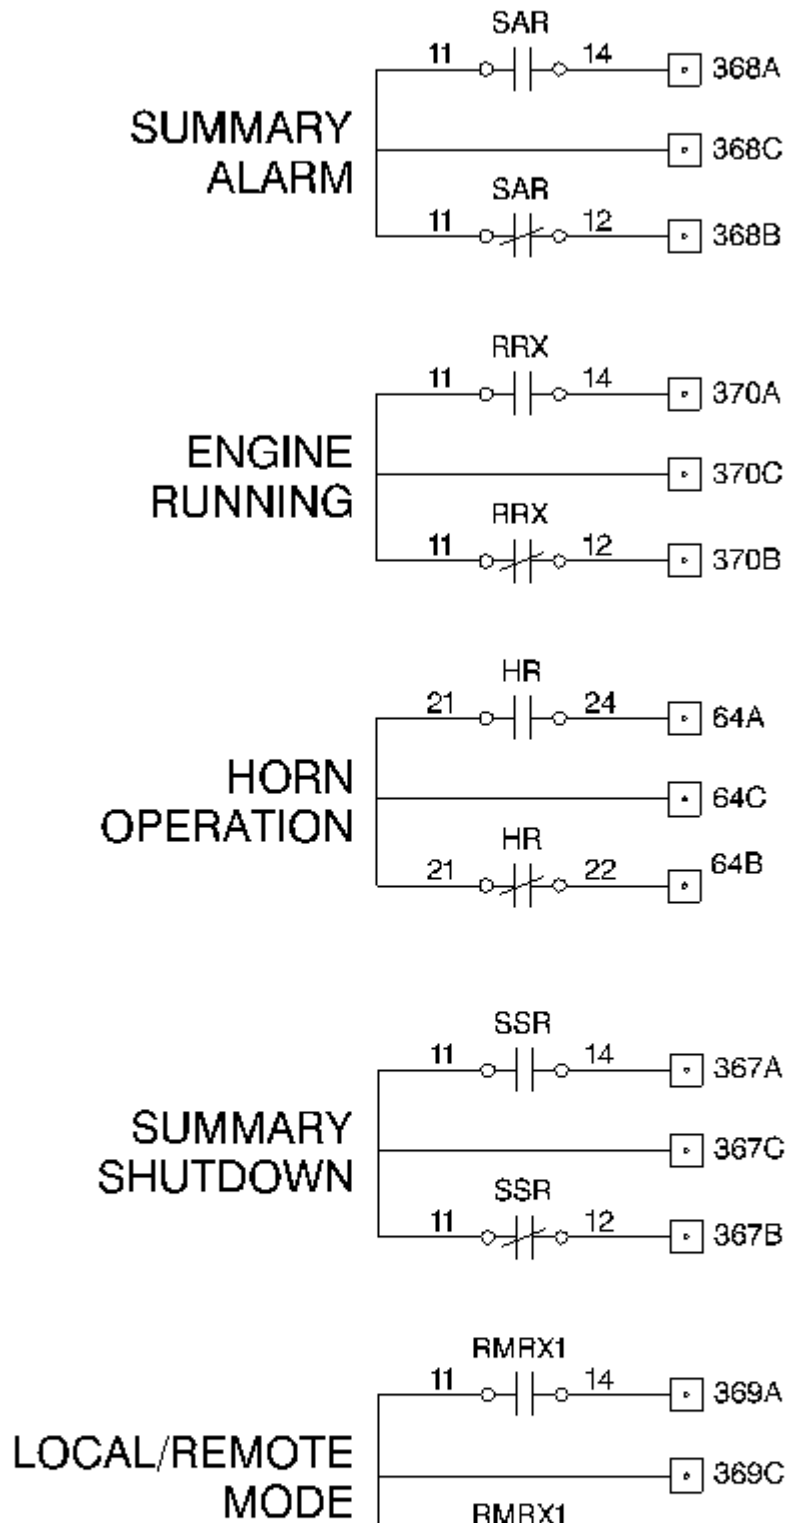 SAR
11 14 368A
SUMMARY
ALARM
368C
SAR
11 12 368B
RRX
11 14 370A
ENGINE
RUNNING
370C
RRX
11 12 370B
HR
21 24 64A
HORN
OPERATION
64C
HR
21 22 64B
SSR
11 14 367A
SUMMARY
SHUTDOWN
367C
SSR
11 12 367B
RMRX1
11 14 369A
LOCAL/REMOTE
MODE
369C
RMRX1